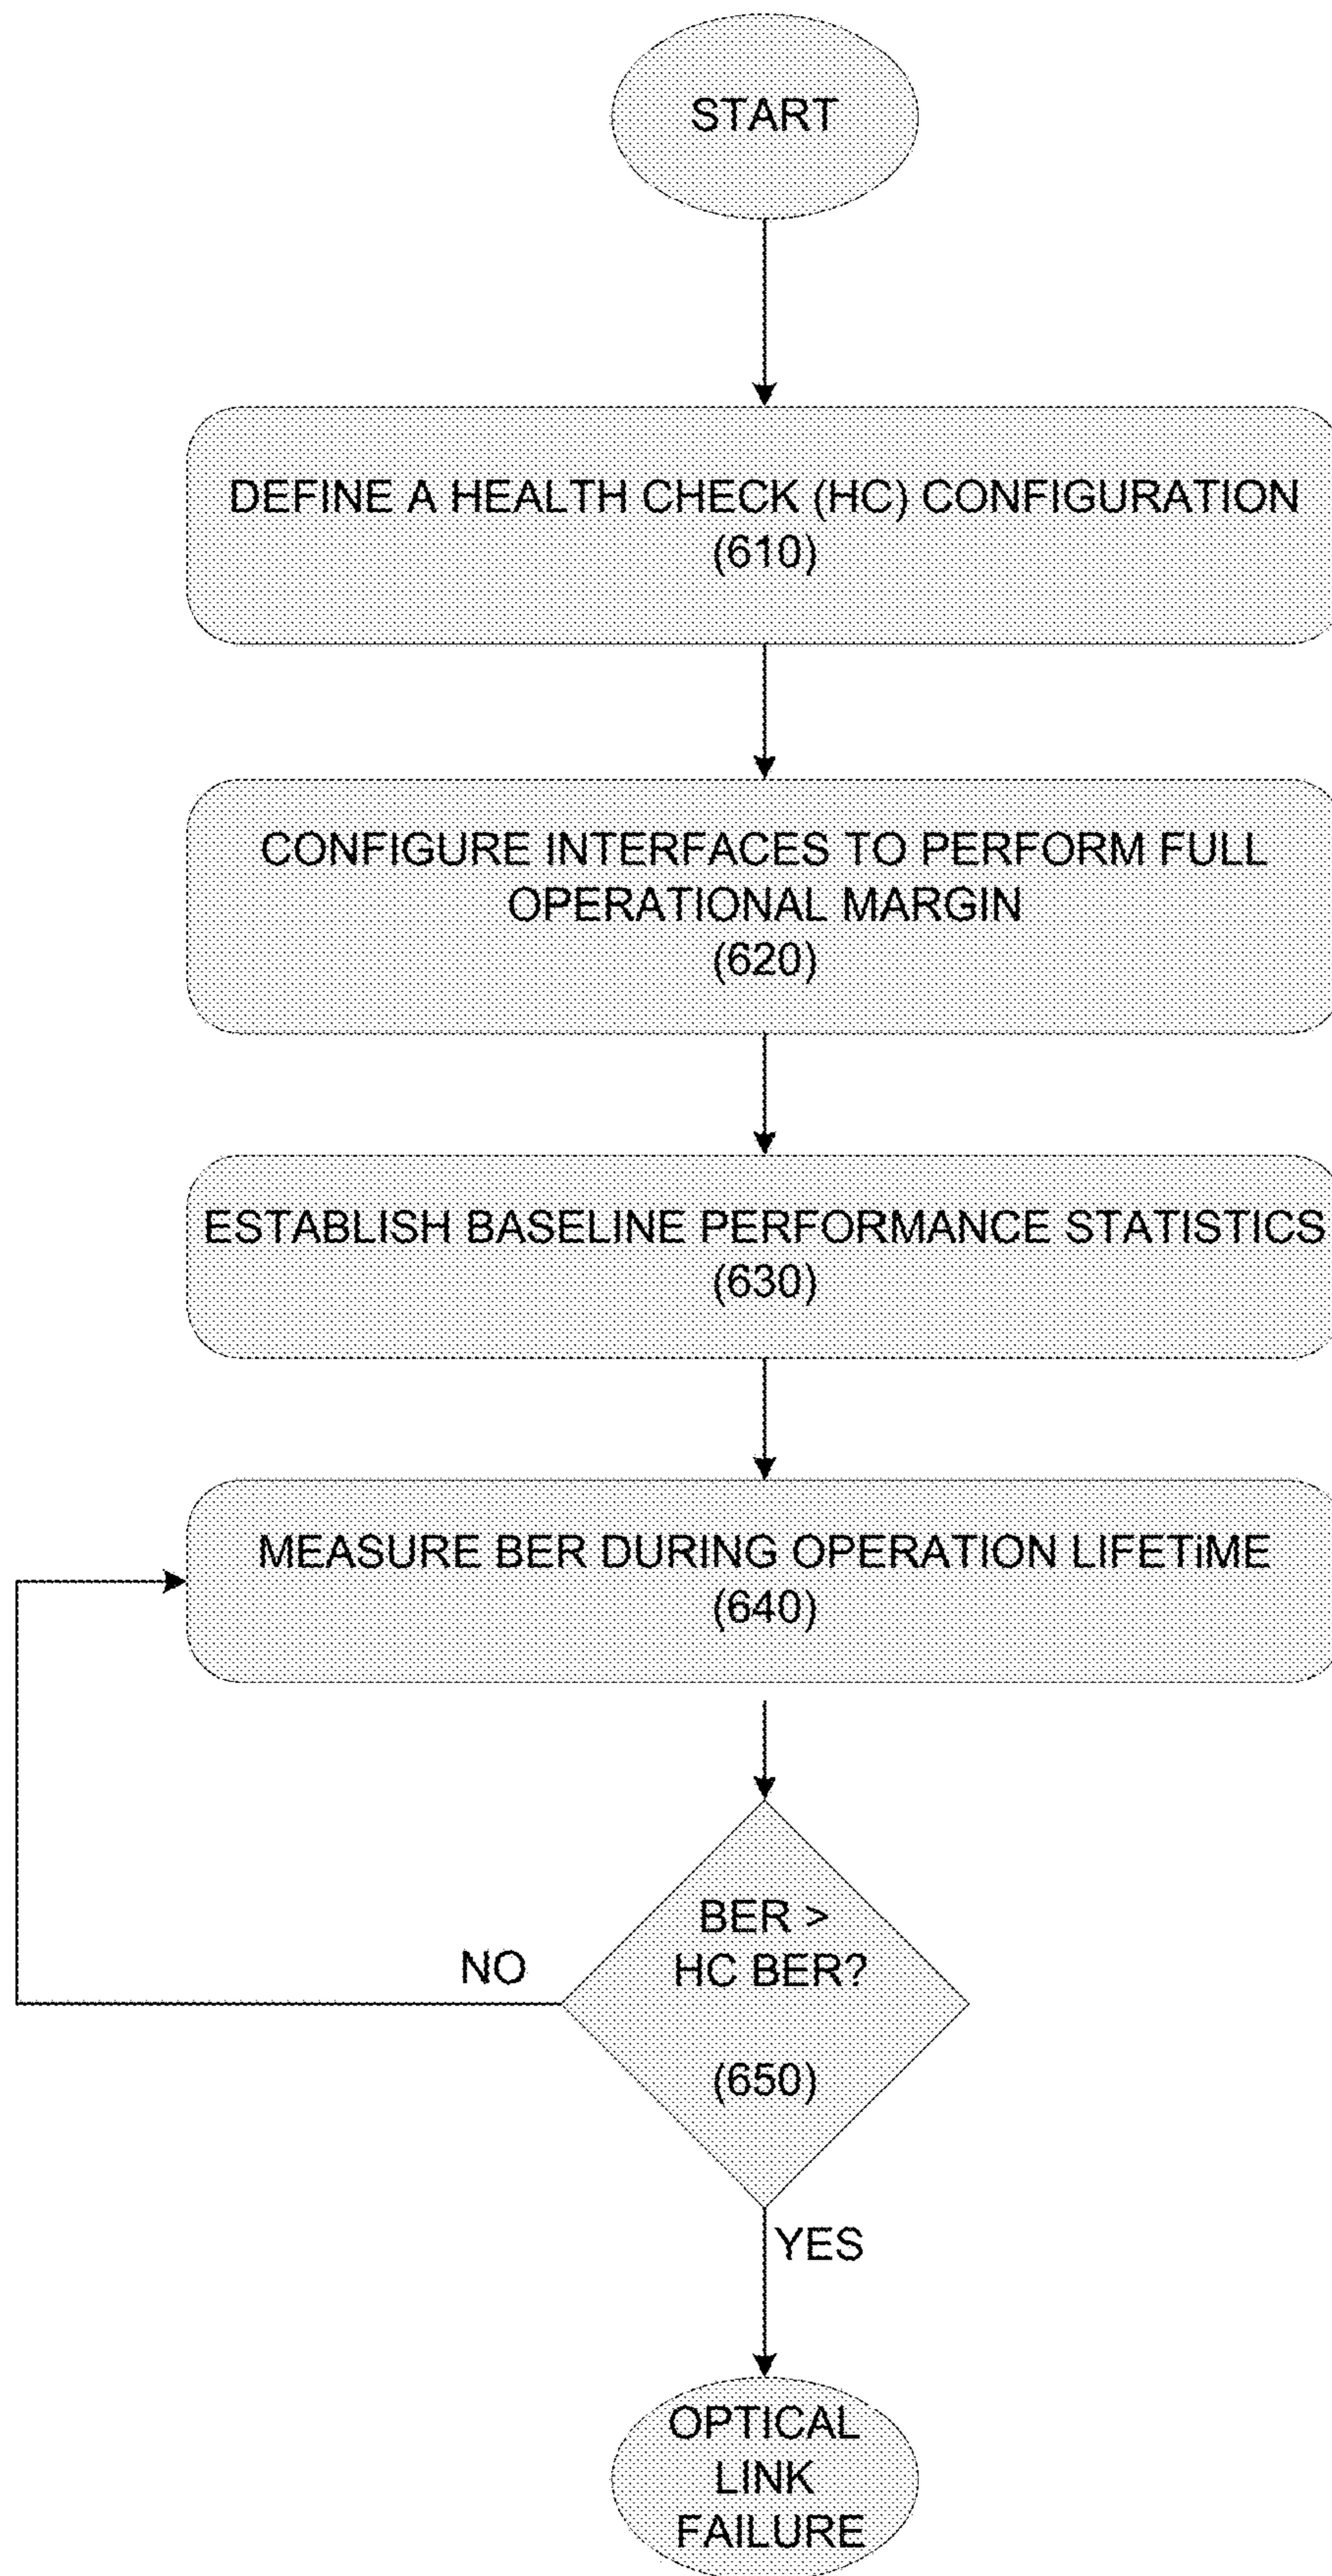 START
DEFINE A HEALTH CHECK (HC) CONFIGURATION
(610)
CONFIGURE INTERFACES TO PERFORM FULL
OPERATIONAL MARGIN
(620)
ESTABLISH BASELINE PERFORMANCE STATISTICS
(630)
MEASURE BER DURING OPERATION LIFETiME
(640)
BER >
HC BER?
NO
(650)
YES
OPTICAL
LINK
FAILURE